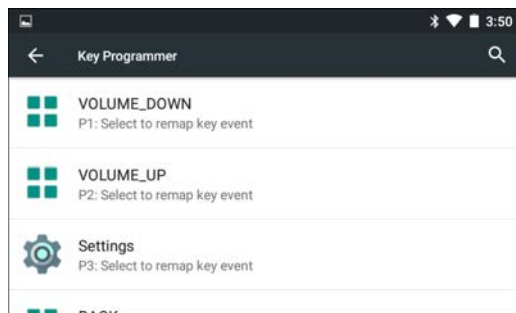 3:50
Key Programmer
VOLUME_DOWN
P1: Select to remap key event
VOLUME_UP
P2: Select to remap key event
Settings
P3: Select to remap key event
BACK